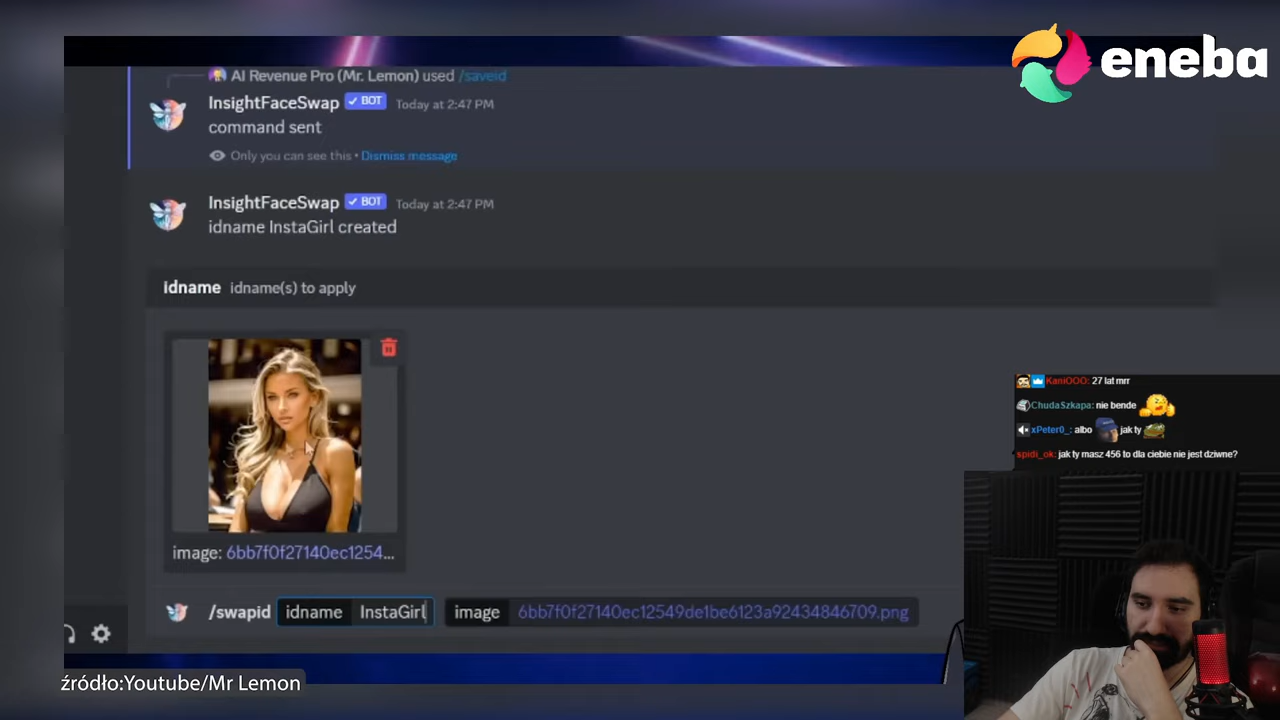 eneba
AI Revenue Pro (Mr. Lemon) used /saveid
InsightFaceSwap BOT Today at 2:47 PM
command sent
Only you can see this • Dismiss message
InsightFaceSwap BOT Today at 2:47 PM
idname InstaGirl created
idname idname(s) to apply
image: 6bb7f0f27140ec1254...
/swapid idname InstaGirl image 6bb7f0f27140ec12549de1be6123a92434846709.png
KaniOOO: 27 lat mrr
ChudaSzkapa: nie bende
xPeter0_: albo jak ty
spidi_ok: jak ty masz 456 to dla ciebie nie jest dziwne?
źródło:Youtube/Mr Lemon